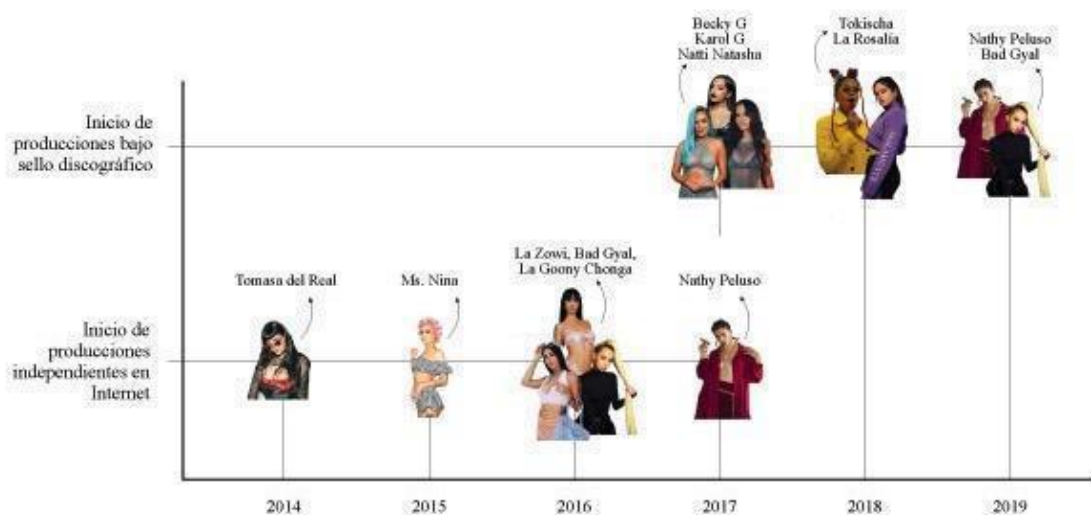 Becky G
Karol G
Natti Natasha
Tokischa
La Rosalía
Nathy Peluso
Bad Gyal
Inicio de
producciones bajo
sello discográfico
Tomasa del Real
Ms. Nina
La Zowi, Bad Gyal,
La Goony Chonga
Nathy Peluso
Inicio de
producciones
independientes en
Internet
2014
2015
2016
2017
2018
2019